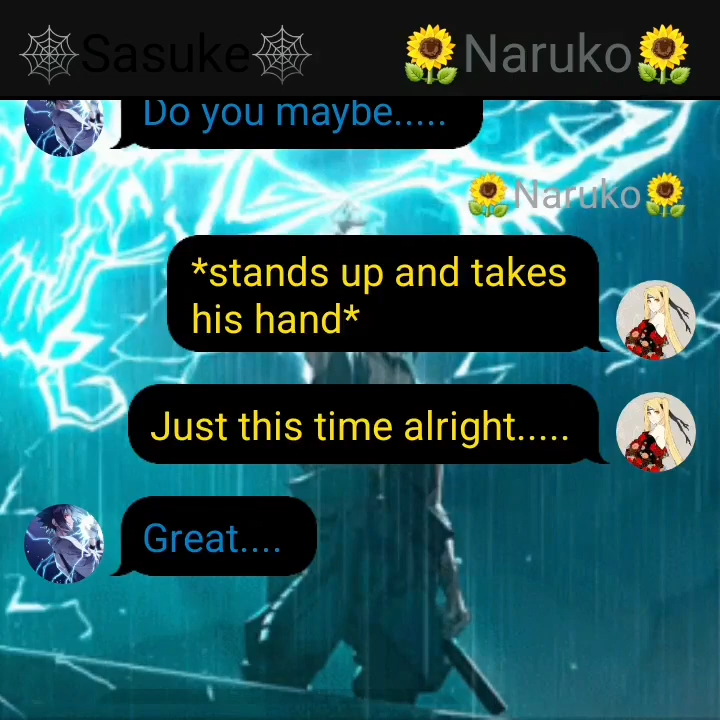 Sasuke Naruko
Do you maybe.....
Naruko
*stands up and takes
his hand*
Just this time alright.....
Great....